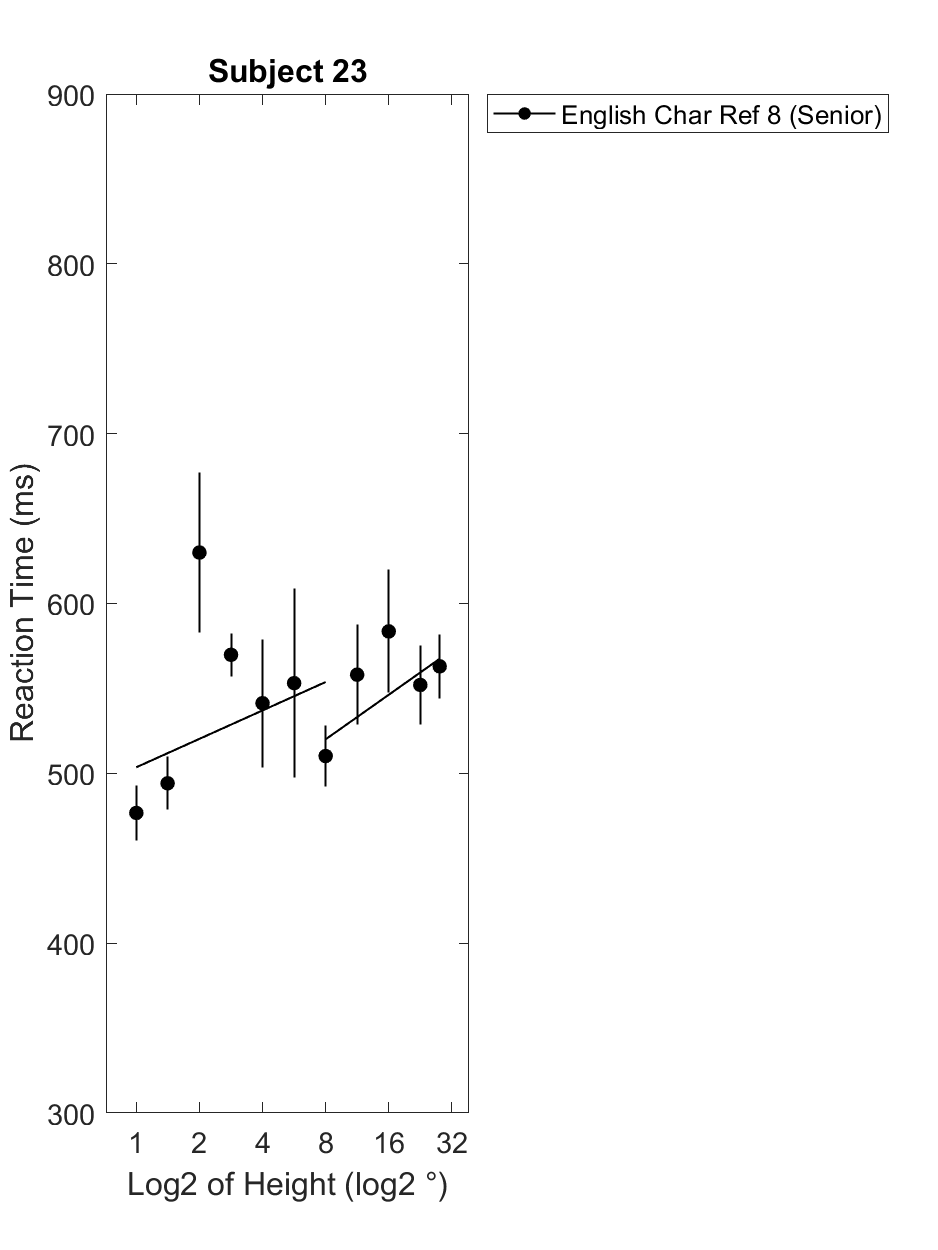 Subject 23
English Char Ref 8 (Senior)
900
800
700
600
500
400
300
Reaction Time (ms)
1 2 4 8 16 32
Log2 of Height (log2 °)